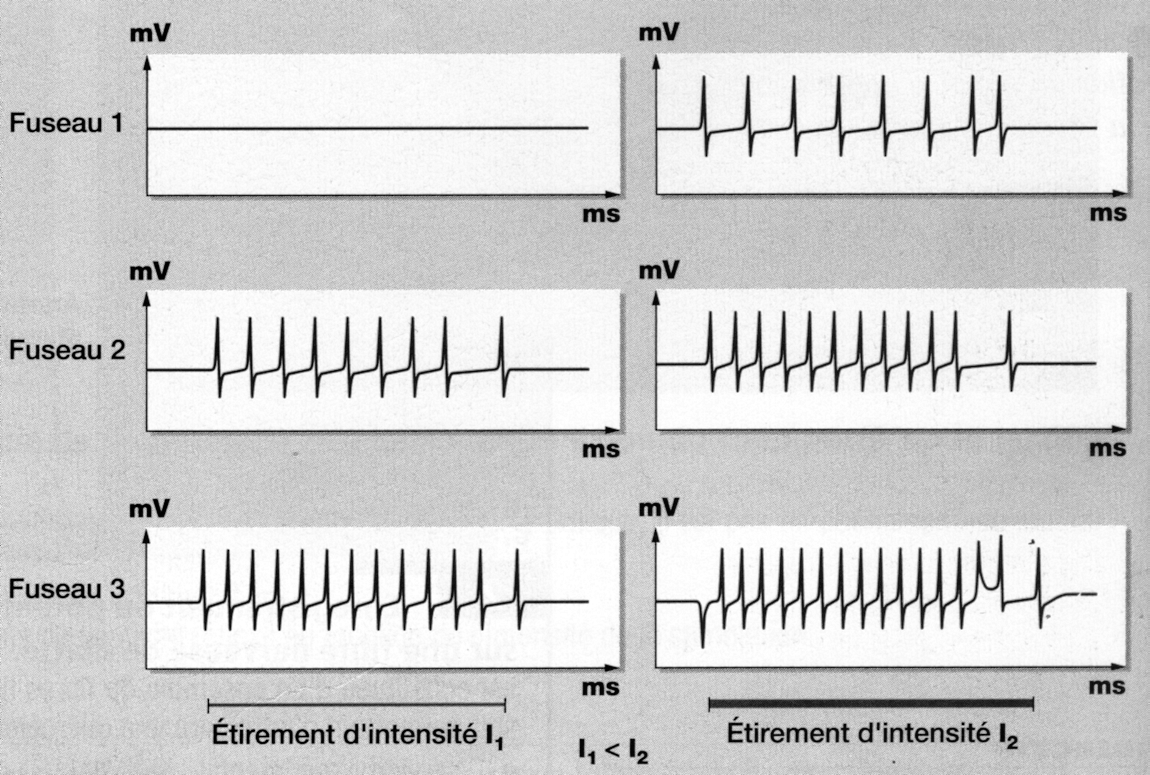 mV
mV
Fuseau 1
ms
ms
mV
mV
Fuseau 2
ms
ms
mV
mV
Fuseau 3
ms
ms
Étirement d'intensité I₁
Étirement d'intensité I₂
I₁ < I₂